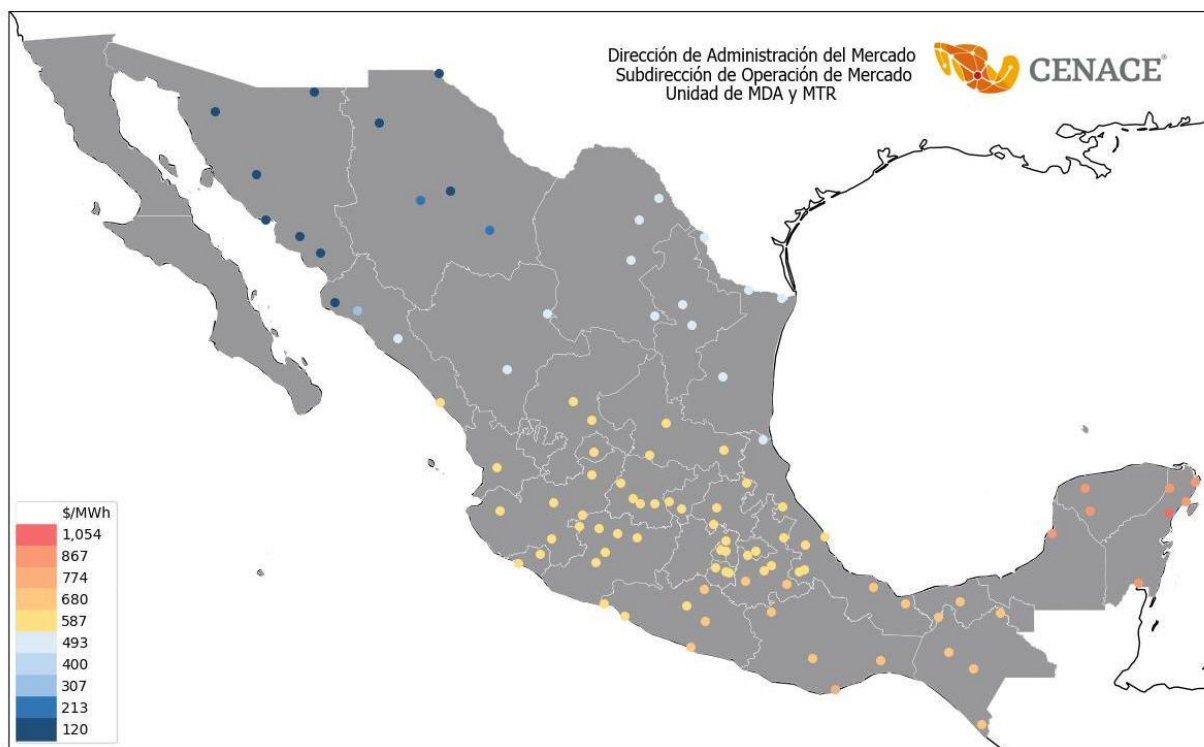 Dirección de Administración del Mercado
Subdirección de Operación de Mercado
Unidad de MDA y MTR
CENACE®
$/MWh
1,054
867
774
680
587
493
400
307
213
120